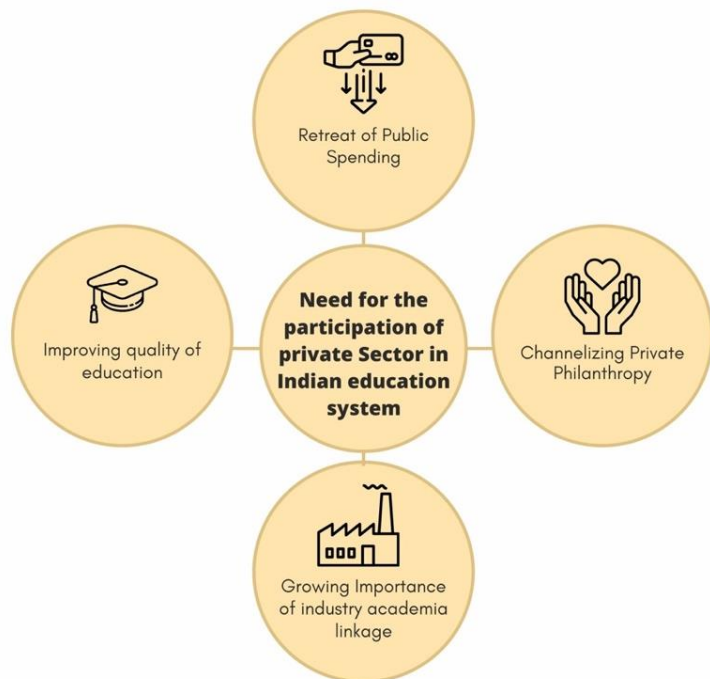 Retreat of Public
Spending
Improving quality of
education
Need for the
participation of
private Sector in
Indian education
system
Channelizing Private
Philanthropy
Growing Importance
of industry academia
linkage